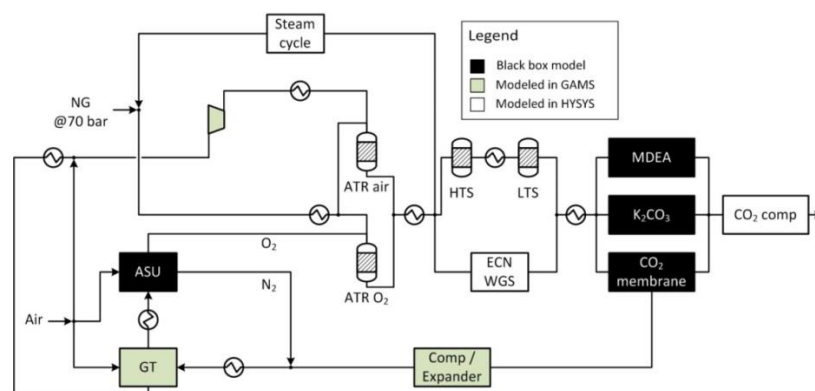 Steam
cycle
Legend
Black box model
Modeled in GAMS
Modeled in HYSYS
NG
@70 bar
ATR air
HTS
LTS
MDEA
K₂CO₃
CO₂ comp
O₂
ASU
N₂
ATR O₂
ECN
WGS
CO₂
membrane
Air
GT
Comp /
Expander